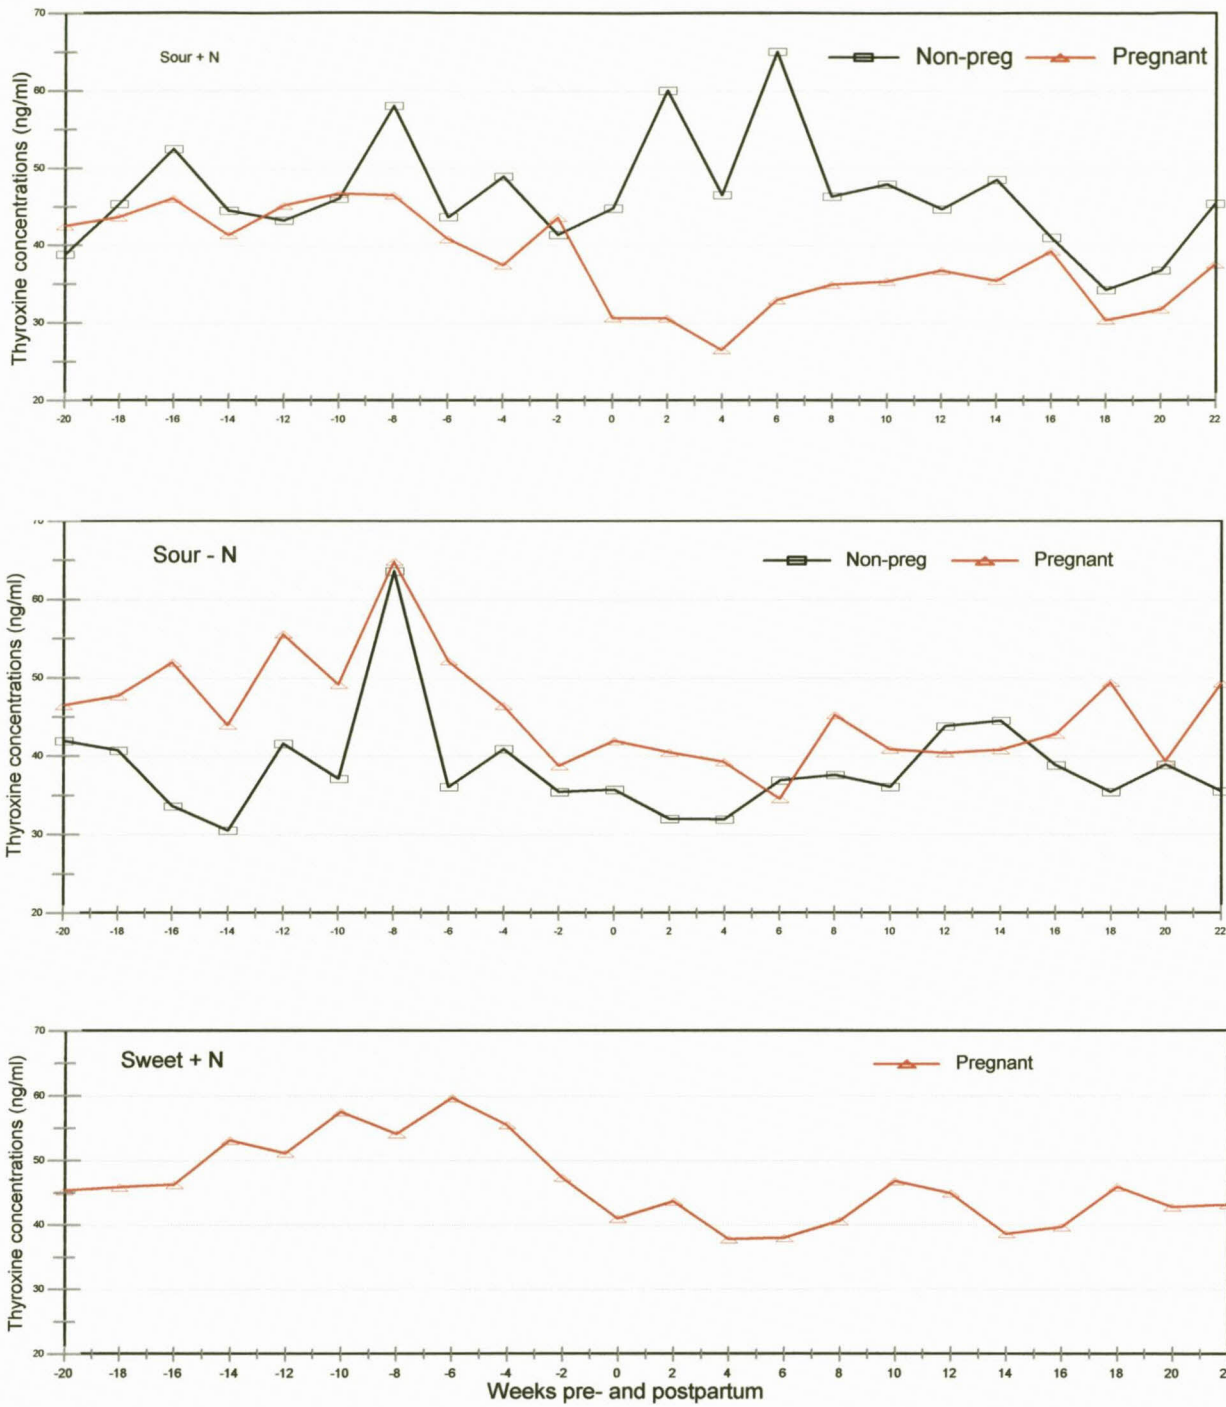 Thyroxine concentrations (ng/ml)
Sour + N
Non-preg Pregnant
70
60
50
40
30
20
-20 -18 -16 -14 -12 -10 -8 -6 -4 -2 0 2 4 6 8 10 12 14 16 18 20 22
Thyroxine concentrations (ng/ml)
Sour - N
Non-preg Pregnant
70
60
50
40
30
20
-20 -18 -16 -14 -12 -10 -8 -6 -4 -2 0 2 4 6 8 10 12 14 16 18 20 22
Thyroxine concentrations (ng/ml)
Sweet + N
Pregnant
70
60
50
40
30
20
-20 -18 -16 -14 -12 -10 -8 -6 -4 -2 0 2 4 6 8 10 12 14 16 18 20 2
Weeks pre- and postpartum